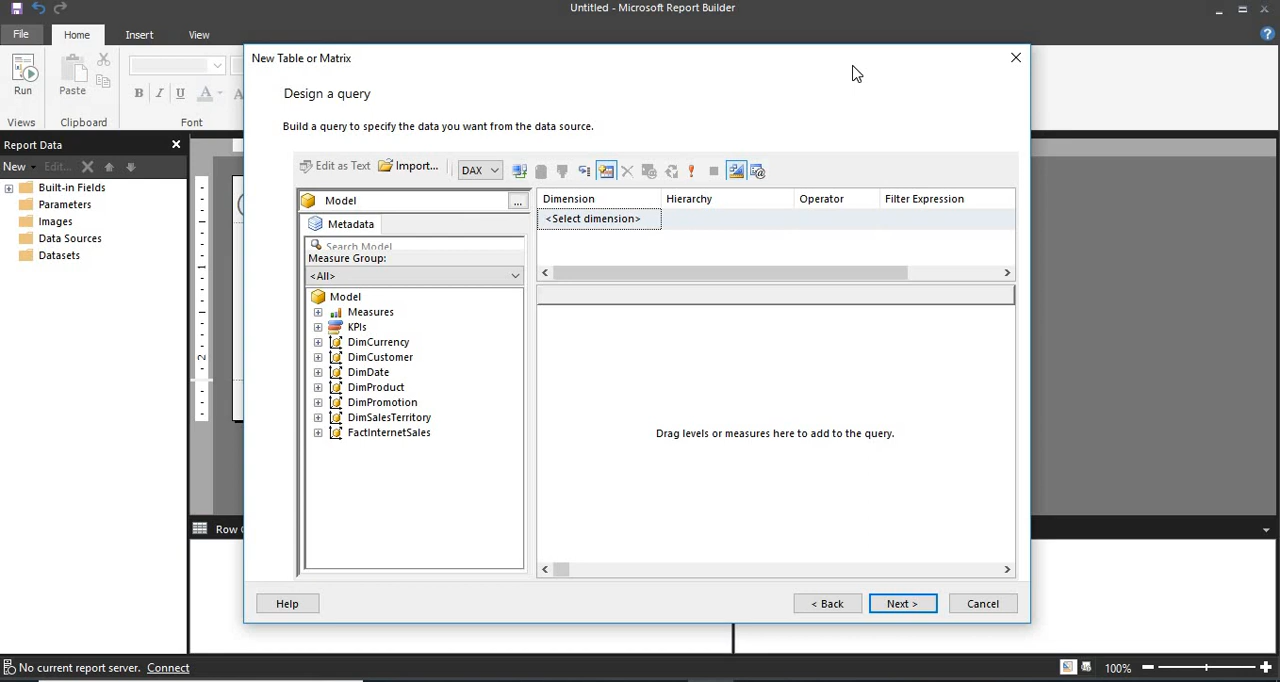 Untitled - Microsoft Report Builder
File
Home
Insert
View
Run
Paste
B I U A
Views
Clipboard
Font
Report Data
New
Edit...
Built-in Fields
Parameters
Images
Data Sources
Datasets
New Table or Matrix
Design a query
Build a query to specify the data you want from the data source.
Edit as Text
Import...
DAX
Model
...
Metadata
Search Model
Measure Group:
<All>
Model
Measures
KPIs
DimCurrency
DimCustomer
DimDate
DimProduct
DimPromotion
DimSalesTerritory
FactInternetSales
Dimension
Hierarchy
Operator
Filter Expression
<Select dimension>
Drag levels or measures here to add to the query.
Help
< Back
Next >
Cancel
Row
No current report server.
Connect
100%